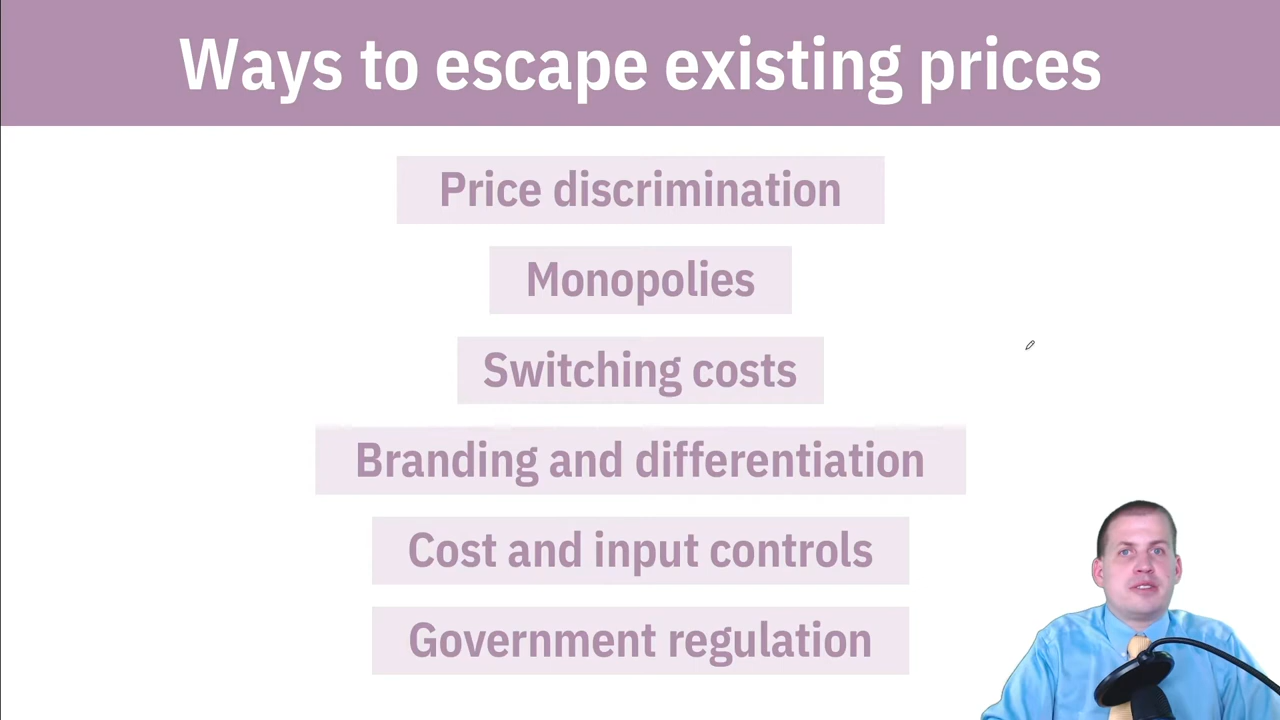 Ways to escape existing prices
Price discrimination
Monopolies
Switching costs
Branding and differentiation
Cost and input controls
Government regulation